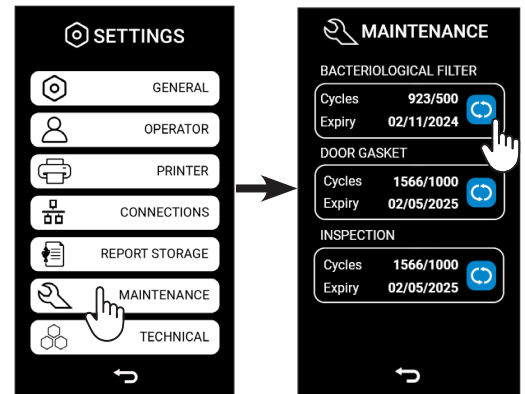 SETTINGS
GENERAL
OPERATOR
PRINTER
CONNECTIONS
REPORT STORAGE
MAINTENANCE
TECHNICAL
MAINTENANCE
BACTERIOLOGICAL FILTER
Cycles 923/500
Expiry 02/11/2024
DOOR GASKET
Cycles 1566/1000
Expiry 02/05/2025
INSPECTION
Cycles 1566/1000
Expiry 02/05/2025